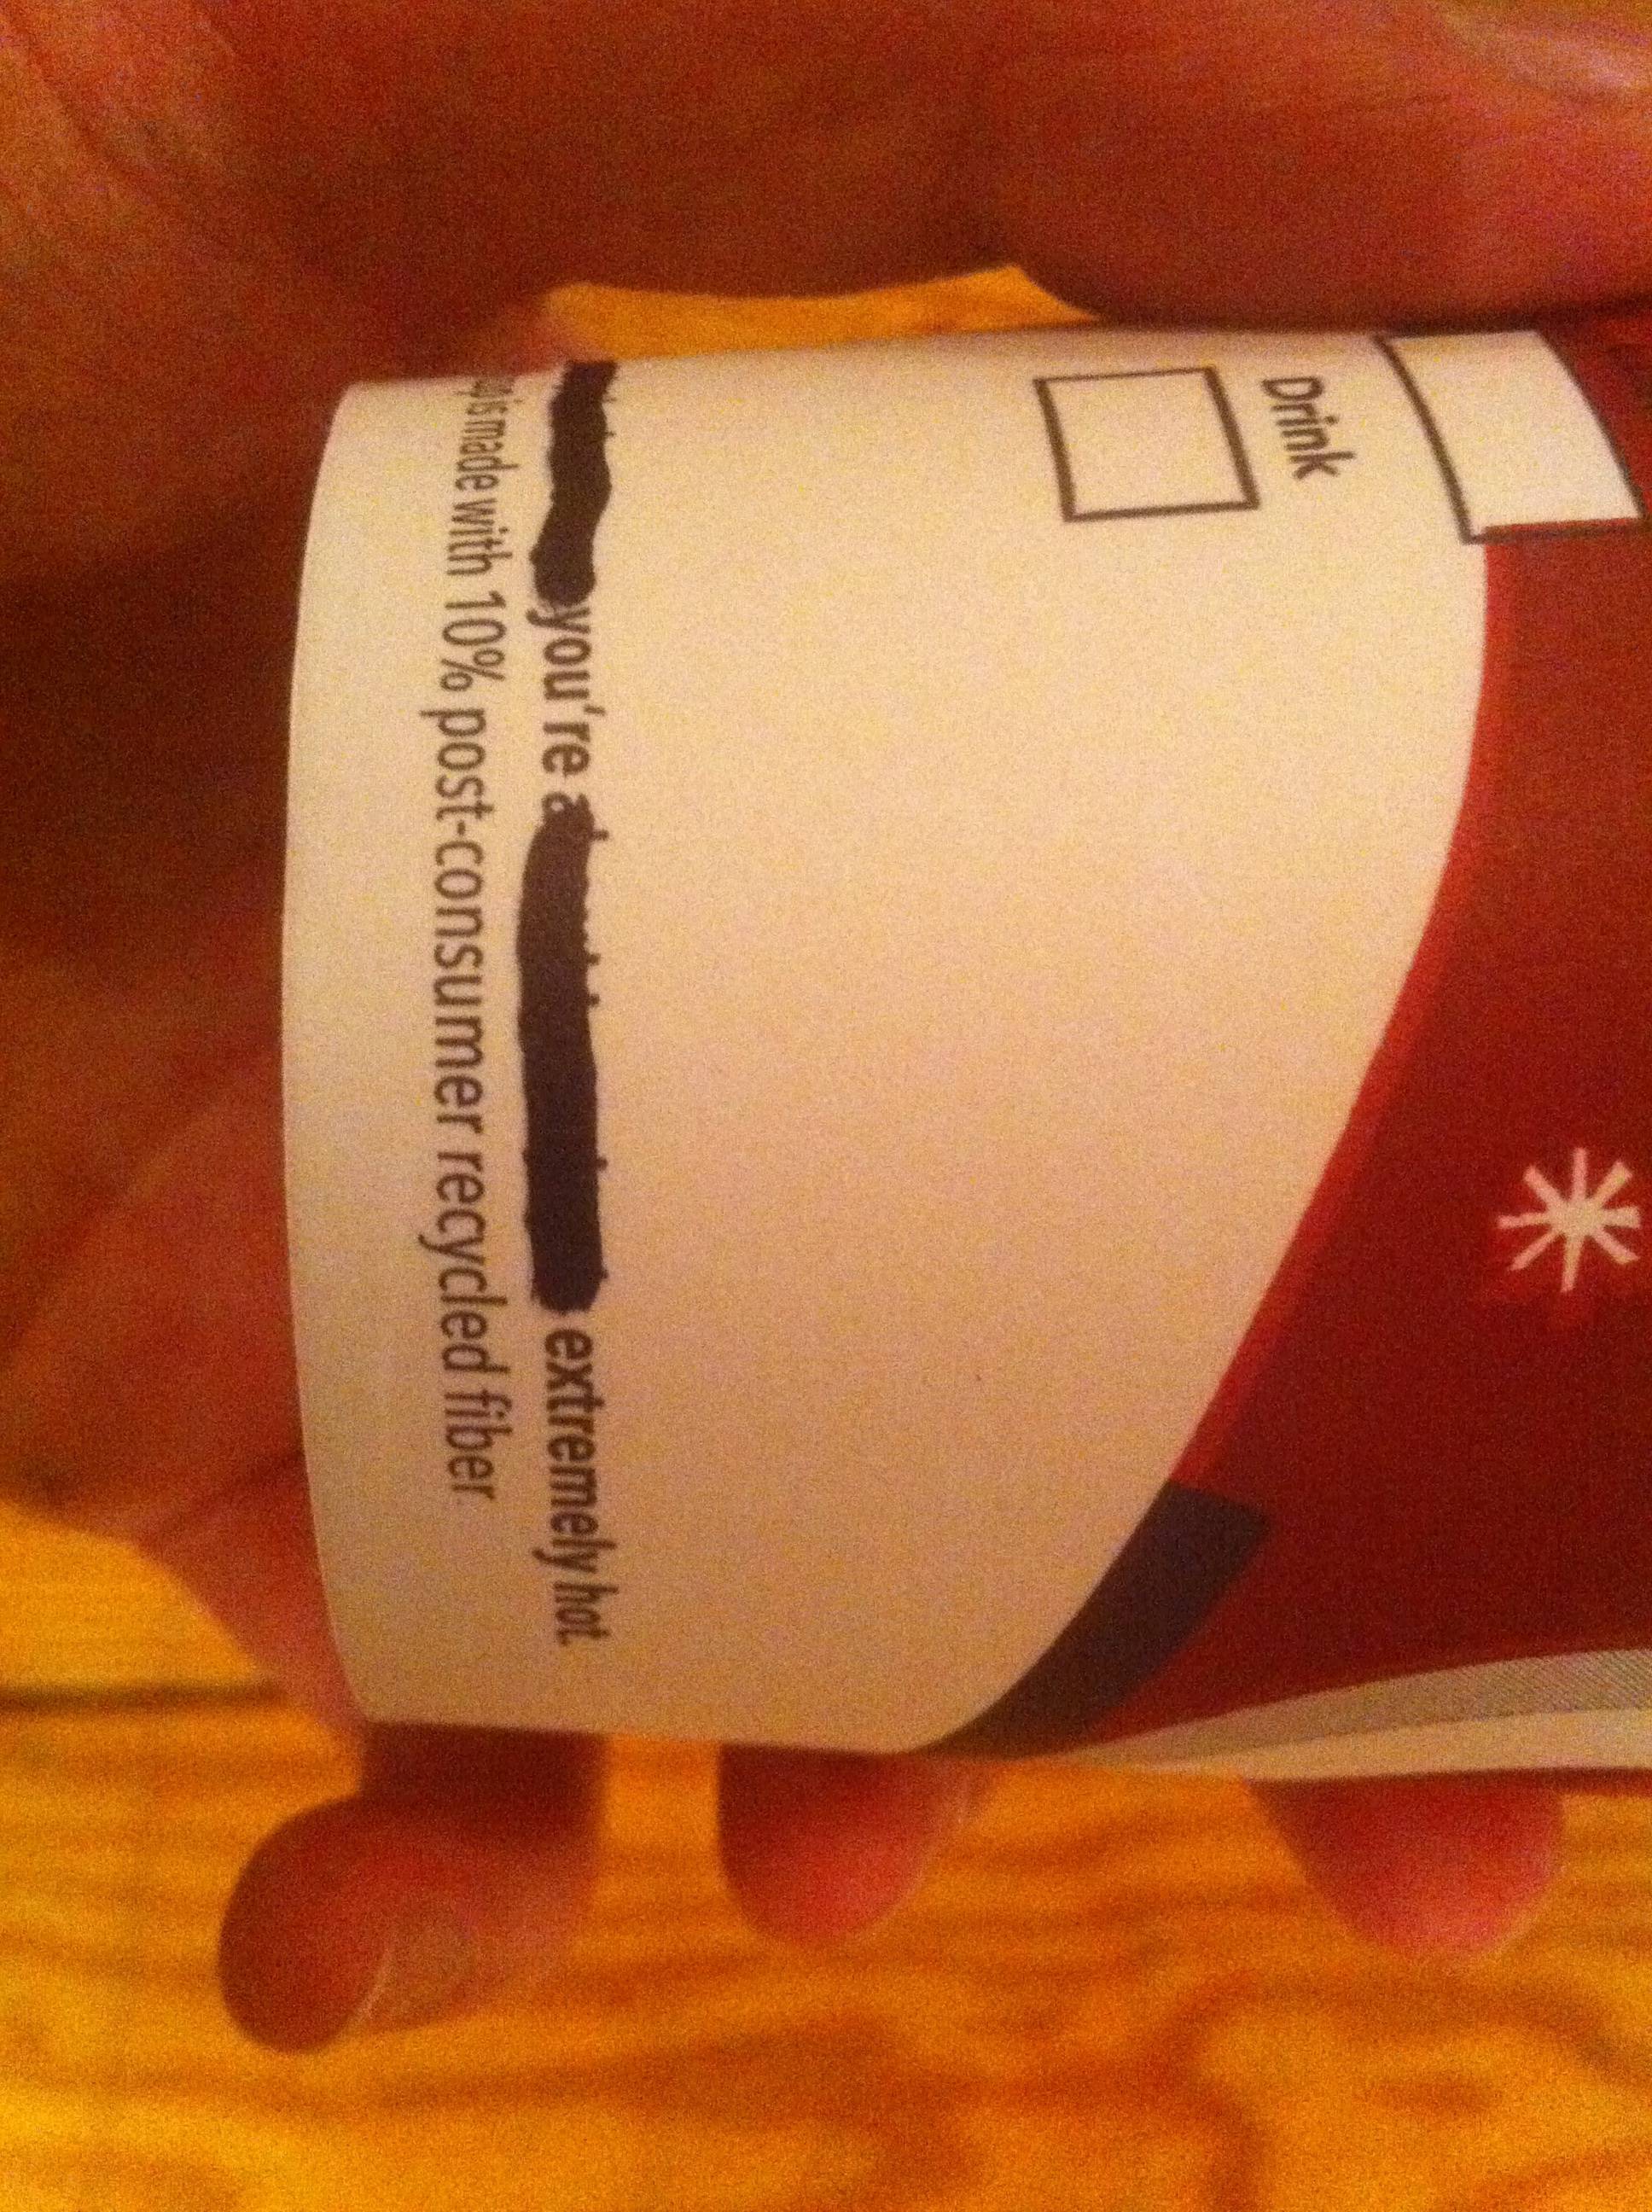 Drink
you're a extremely hot.
is made with 10% post-consumer recycled fiber.